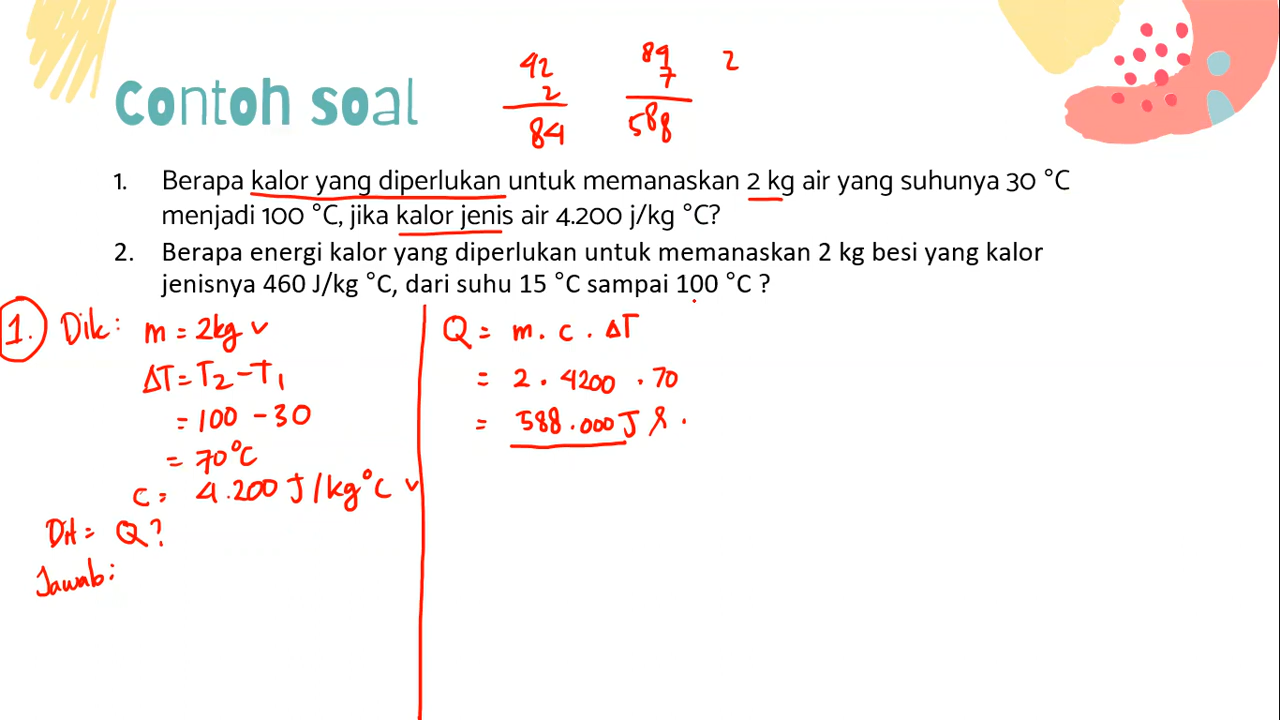 Contoh soal
42
2
84
84
7
588
2
1. Berapa kalor yang diperlukan untuk memanaskan 2 kg air yang suhunya 30 °C
menjadi 100 °C, jika kalor jenis air 4.200 j/kg °C?
2. Berapa energi kalor yang diperlukan untuk memanaskan 2 kg besi yang kalor
jenisnya 460 J/kg °C, dari suhu 15 °C sampai 100 °C ?
1. Dik: m = 2kg v
ΔT = T2 - T1
= 100 - 30
= 70°C
c = 4.200 J/kg°C v
Dit = Q?
Jawab:
Q = m. c. ΔT
= 2. 4200 . 70
= 588.000 J